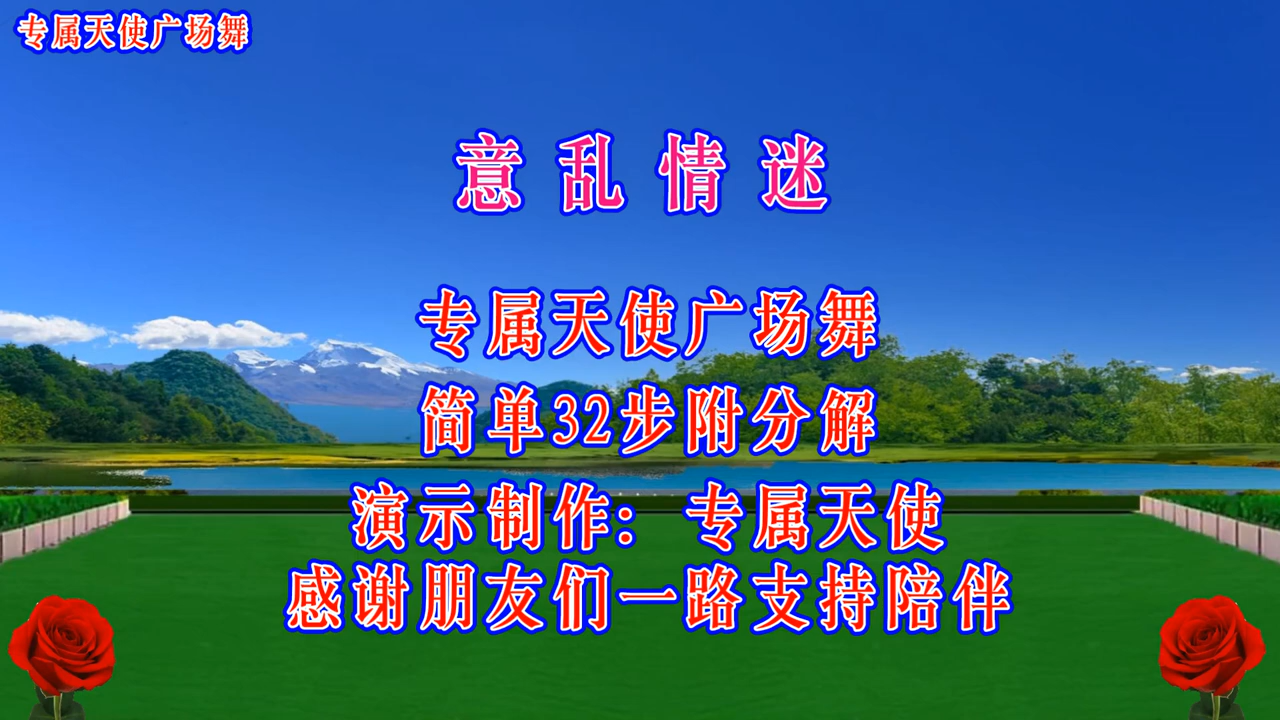 专属天使广场舞
意乱情迷
专属天使广场舞
简单32步附分解
演示制作：专属天使
感谢朋友们一路支持陪伴